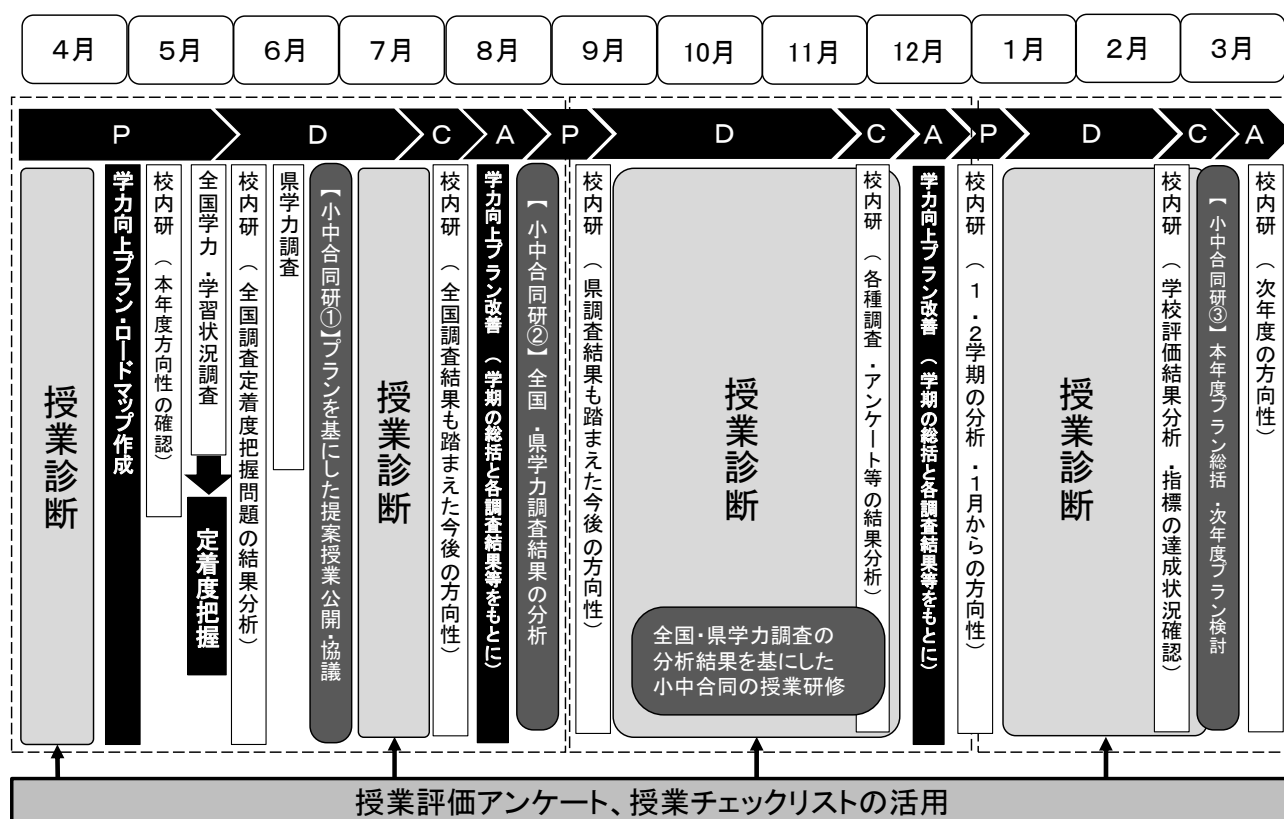 4月
5月
6月
7月
8月
9月
10月
11月
12月
1月
2月
3月
P
D
C
A
P
D
C
A
P
D
C
A
授業診断
学力向上プラン・ロードマップ作成
校内研(本年度方向性の確認)
全国学力・学習状況調査
定着度把握
校内研(全国調査定着度把握問題の結果分析)
県学力調査
【小中合同研①】プランを基にした提案授業公開・協議
授業診断
校内研(全国調査結果も踏まえた今後の方向性)
学力向上プラン改善(学期の総括と各調査結果等をもとに)
【小中合同研②】全国・県学力調査結果の分析
校内研(県調査結果も踏まえた今後の方向性)
授業診断
全国・県学力調査の
分析結果を基にした
小中合同の授業研修
校内研(各種調査・アンケート等の結果分析)
学力向上プラン改善(学期の総括と各調査結果等をもとに)
校内研(1・2学期の分析・1月からの方向性)
授業診断
校内研(学校評価結果分析・指標の達成状況確認)
【小中合同研③】本年度プラン総括・次年度プラン検討
校内研(次年度の方向性)
授業評価アンケート、授業チェックリストの活用